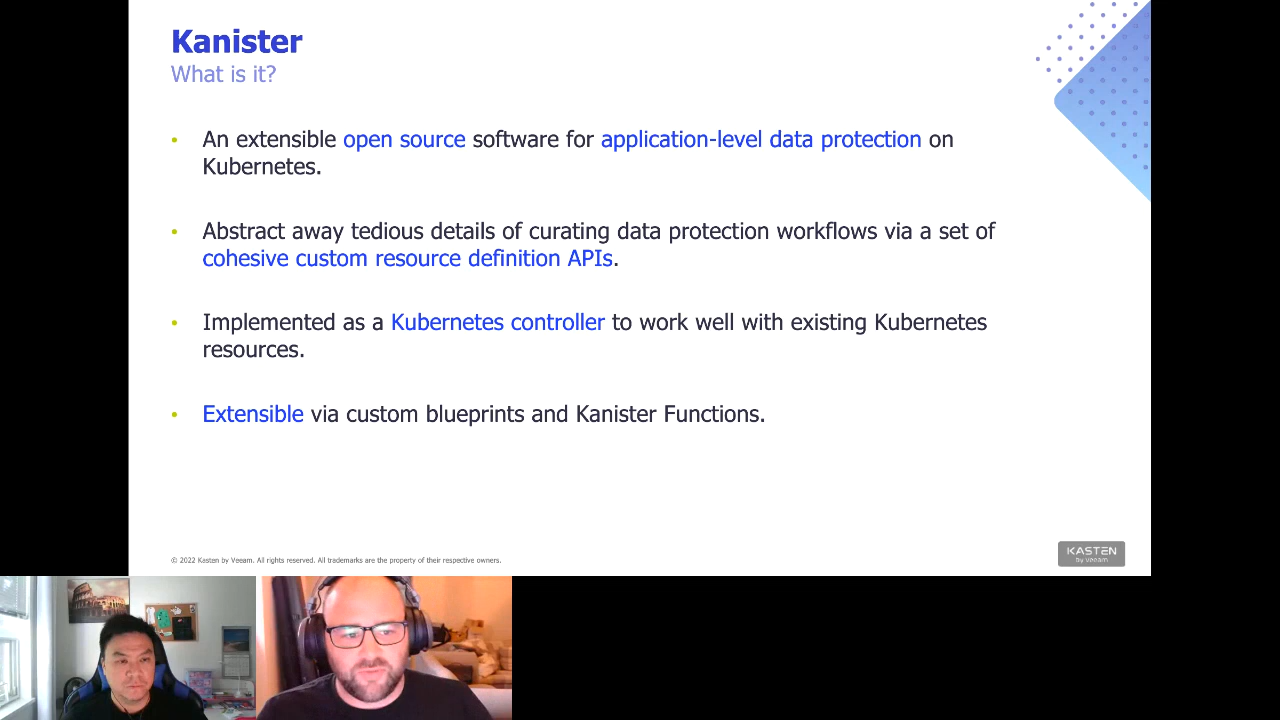 Kanister
What is it?
• An extensible open source software for application-level data protection on
Kubernetes.
• Abstract away tedious details of curating data protection workflows via a set of
cohesive custom resource definition APIs.
• Implemented as a Kubernetes controller to work well with existing Kubernetes
resources.
• Extensible via custom blueprints and Kanister Functions.
© 2022 Kasten by Veeam. All rights reserved. All trademarks are the property of their respective owners.
KASTEN
by veeam